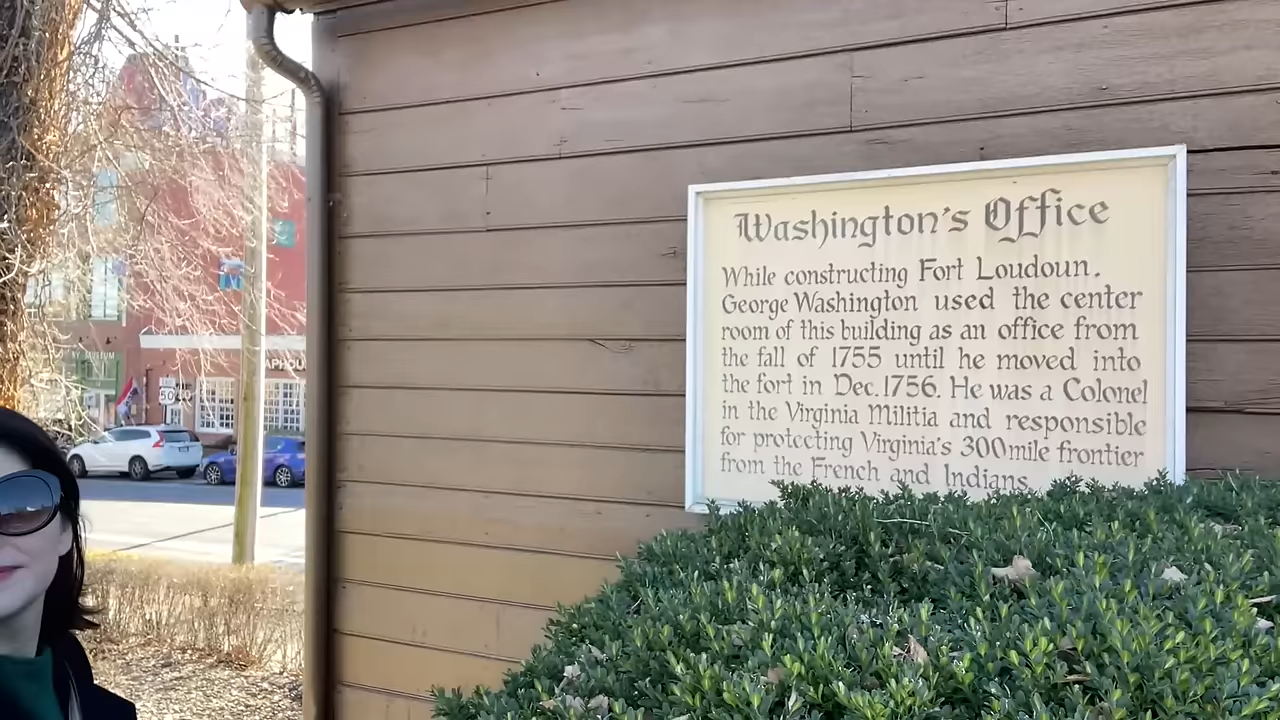 Washington's Office
While constructing Fort Loudoun.
George Washington used the center
room of this building as an office from
the fall of 1755 until he moved into
the fort in Dec. 1756. He was a Colonel
in the Virginia Militia and responsible
for protecting Virginia's 300mile frontier
from the French and Indians
MUSEUM
50